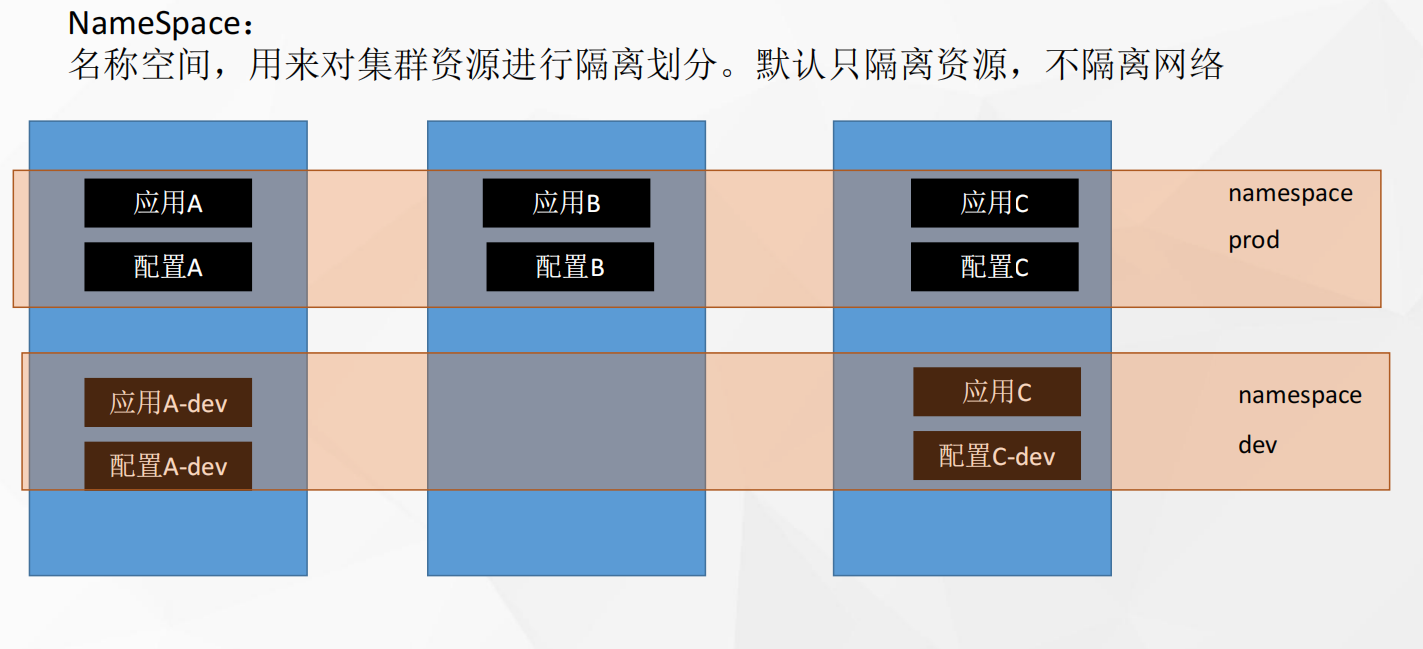 NameSpace：
名称空间，用来对集群资源进行隔离划分。默认只隔离资源，不隔离网络
应用A
应用B
应用C
namespace
配置A
配置B
配置C
prod
应用A-dev
应用C
namespace
配置A-dev
配置C-dev
dev